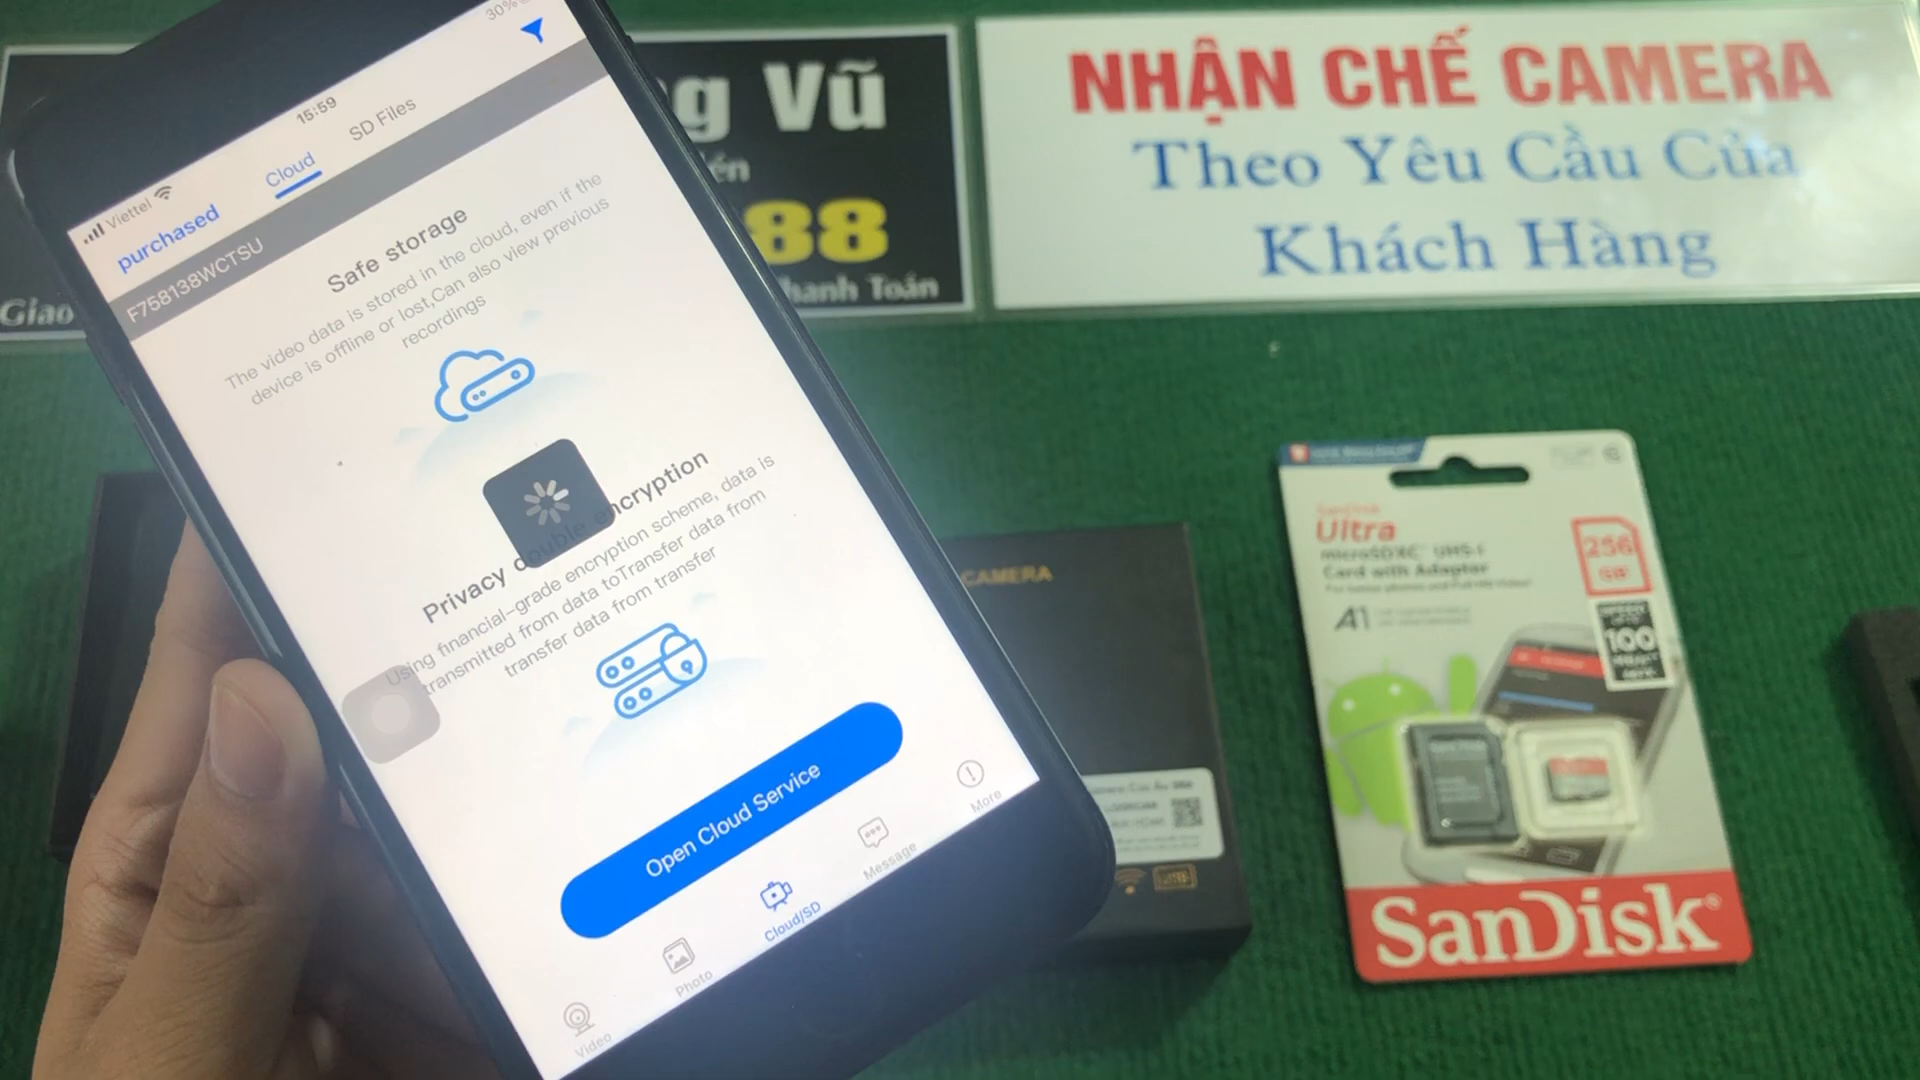 30%
15:59
Viettel
purchased
Cloud
SD Files
F758138WCTSU
Safe storage
The video data is stored in the cloud, even if the
device is offline or lost,Can also view previous
recordings
Privacy double encryption
Using financial-grade encryption scheme, data is
transmitted from data toTransfer data from
transfer data from transfer
Open Cloud Service
Video
Photo
Cloud/SD
Message
More
g Vũ
88
Giao
hanh Toán
NHẬN CHẾ CAMERA
Theo Yêu Cầu Của
Khách Hàng
CAMERA
USB
SanDisk
Ultra
microSDXC UHS-I
Card with Adapter
256
GB
A1
100
SanDisk